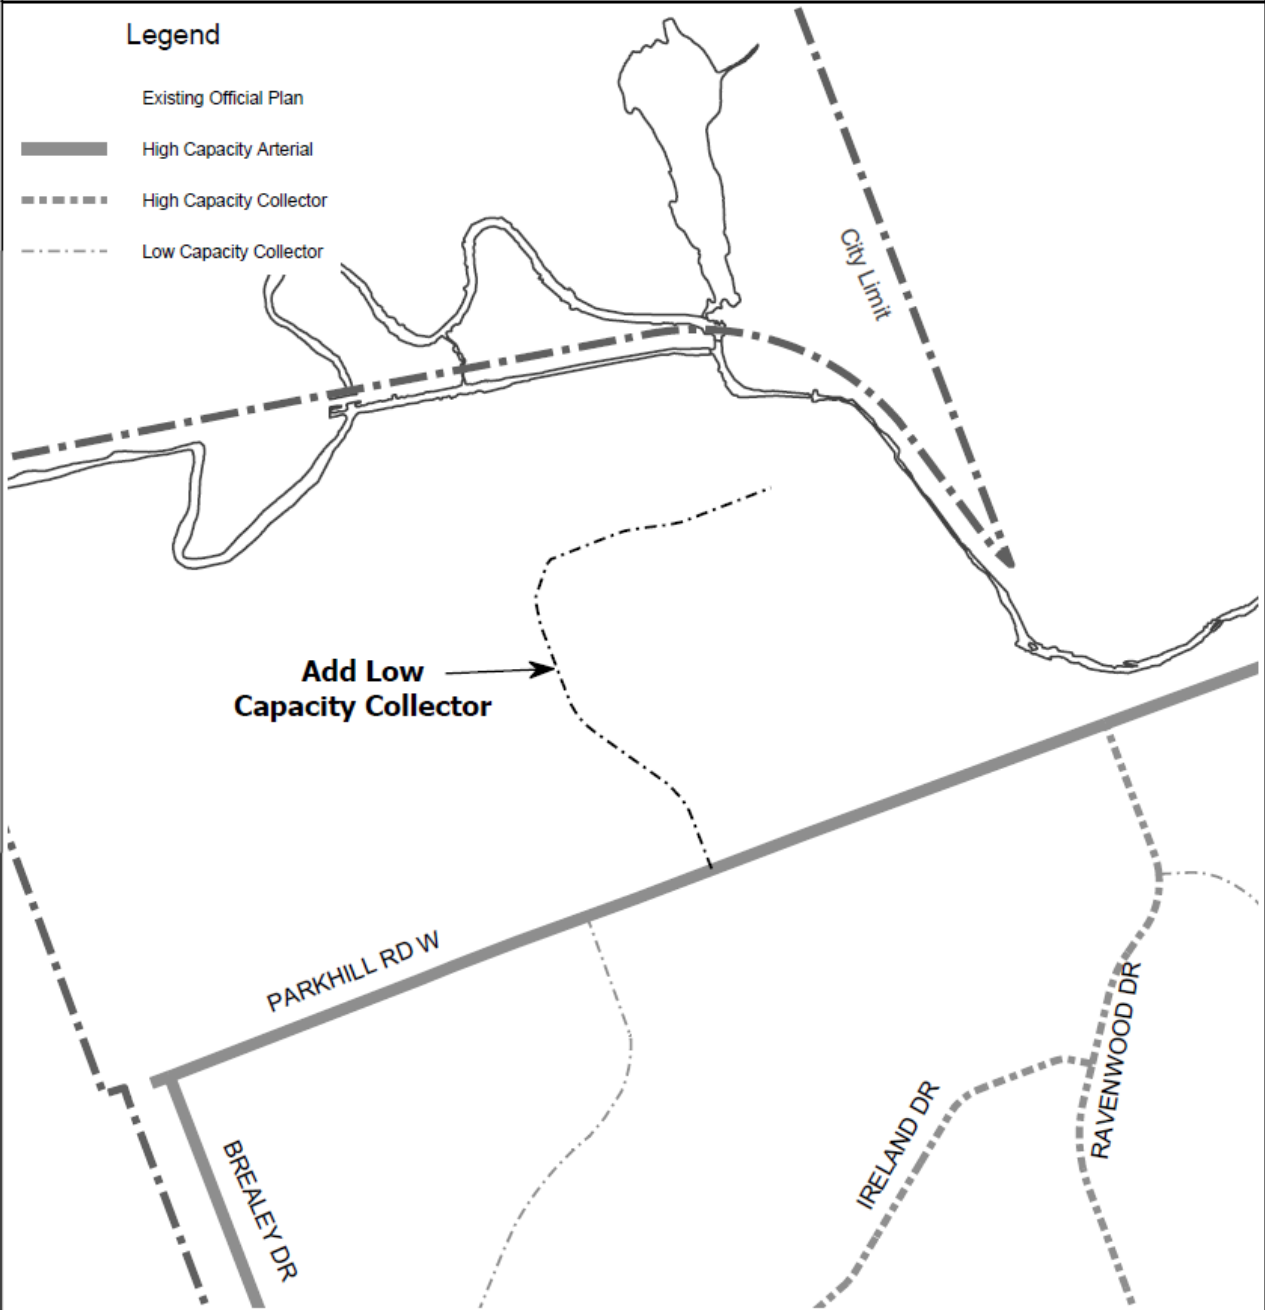 Legend
Existing Official Plan
High Capacity Arterial
High Capacity Collector
Low Capacity Collector
City Limit
Add Low
Capacity Collector
PARKHILL RD W
BREALEY DR
IRELAND DR
RAVENWOOD DR